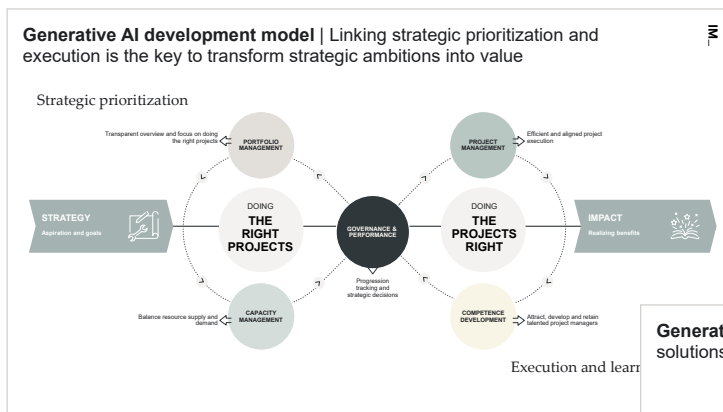 Generative AI development model | Linking strategic prioritization and
execution is the key to transform strategic ambitions into value
IM_
Strategic prioritization
Transparent overview and focus on doing
the right projects
PORTFOLIO
MANAGEMENT
PROJECT
MANAGEMENT
Efficient and aligned project
execution
STRATEGY
Aspiration and goals
DOING
THE
RIGHT
PROJECTS
GOVERNANCE &
PERFORMANCE
DOING
THE
PROJECTS
RIGHT
IMPACT
Realizing benefits
Progression
tracking and
strategic decisions
Balance resource supply and
demand
CAPACITY
MANAGEMENT
COMPETENCE
DEVELOPMENT
Attract, develop and retain
talented project managers
Execution and learn
Generat
solutions